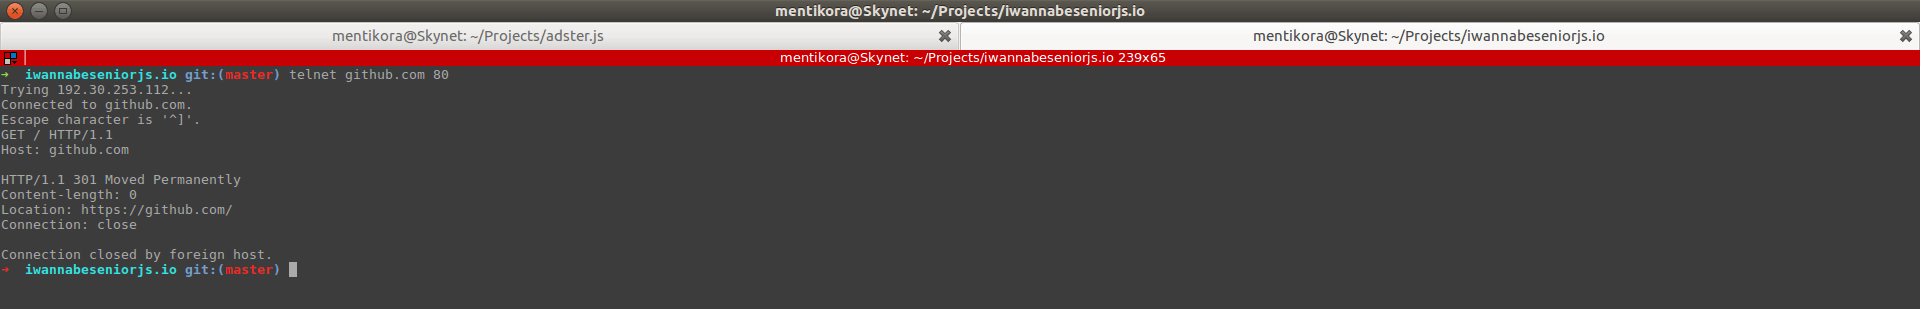 mentikora@Skynet: ~/Projects/iwannabeseniorjs.io
mentikora@Skynet: ~/Projects/adster.js
mentikora@Skynet: ~/Projects/iwannabeseniorjs.io
mentikora@Skynet: ~/Projects/iwannabeseniorjs.io 239x65
➜  iwannabeseniorjs.io git:(master) telnet github.com 80
Trying 192.30.253.112...
Connected to github.com.
Escape character is '^]'.
GET / HTTP/1.1
Host: github.com
HTTP/1.1 301 Moved Permanently
Content-length: 0
Location: https://github.com/
Connection: close
Connection closed by foreign host.
➜  iwannabeseniorjs.io git:(master)